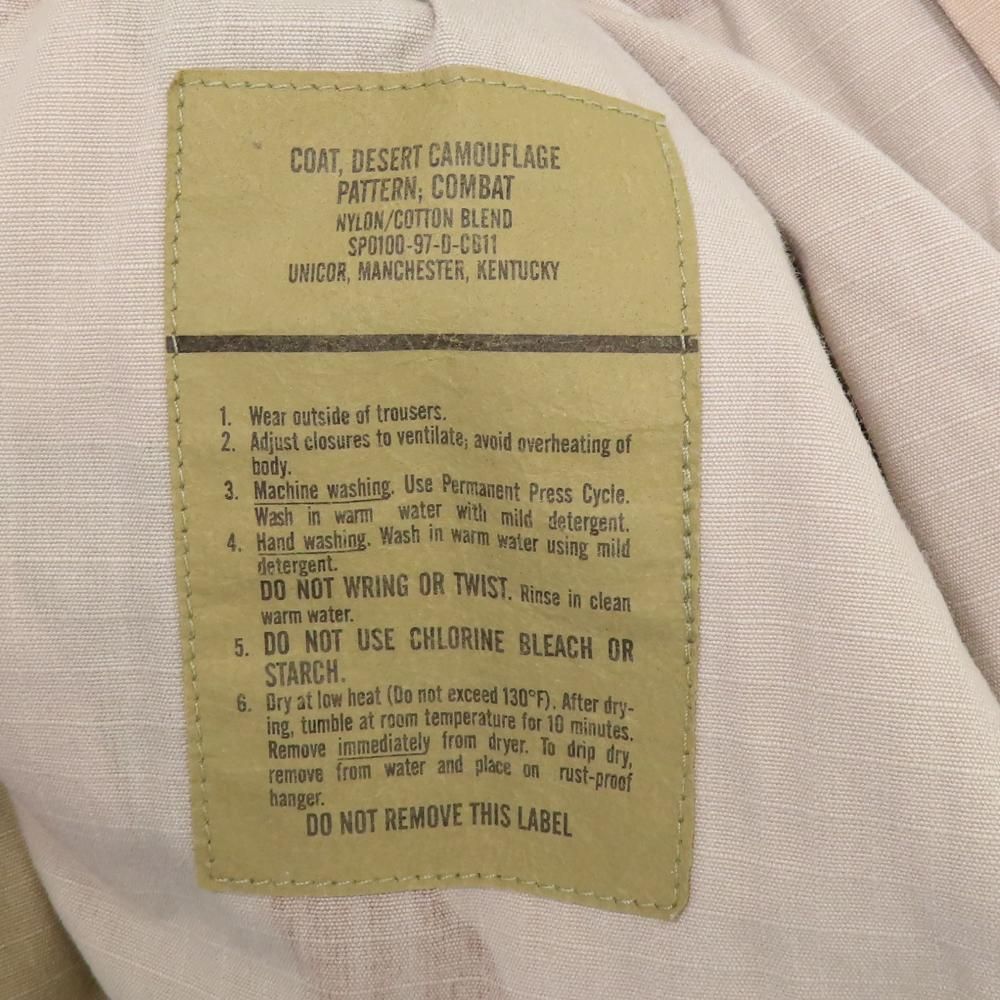 COAT, DESERT CAMOUFLAGE
PATTERN; COMBAT
NYLON/COTTON BLEND
SP0100-97-D-CB11
UNICOR, MANCHESTER, KENTUCKY
1. Wear outside of trousers.
2. Adjust closures to ventilate; avoid overheating of
body.
3. Machine washing. Use Permanent Press Cycle.
Wash in warm water with mild detergent.
4. Hand washing. Wash in warm water using mild
detergent.
DO NOT WRING OR TWIST. Rinse in clean
warm water.
5. DO NOT USE CHLORINE BLEACH OR
STARCH.
6. Dry at low heat (Do not exceed 130°F). After dry-
ing, tumble at room temperature for 10 minutes.
Remove immediately from dryer. To drip dry,
remove from water and place on rust-proof
hanger.
DO NOT REMOVE THIS LABEL